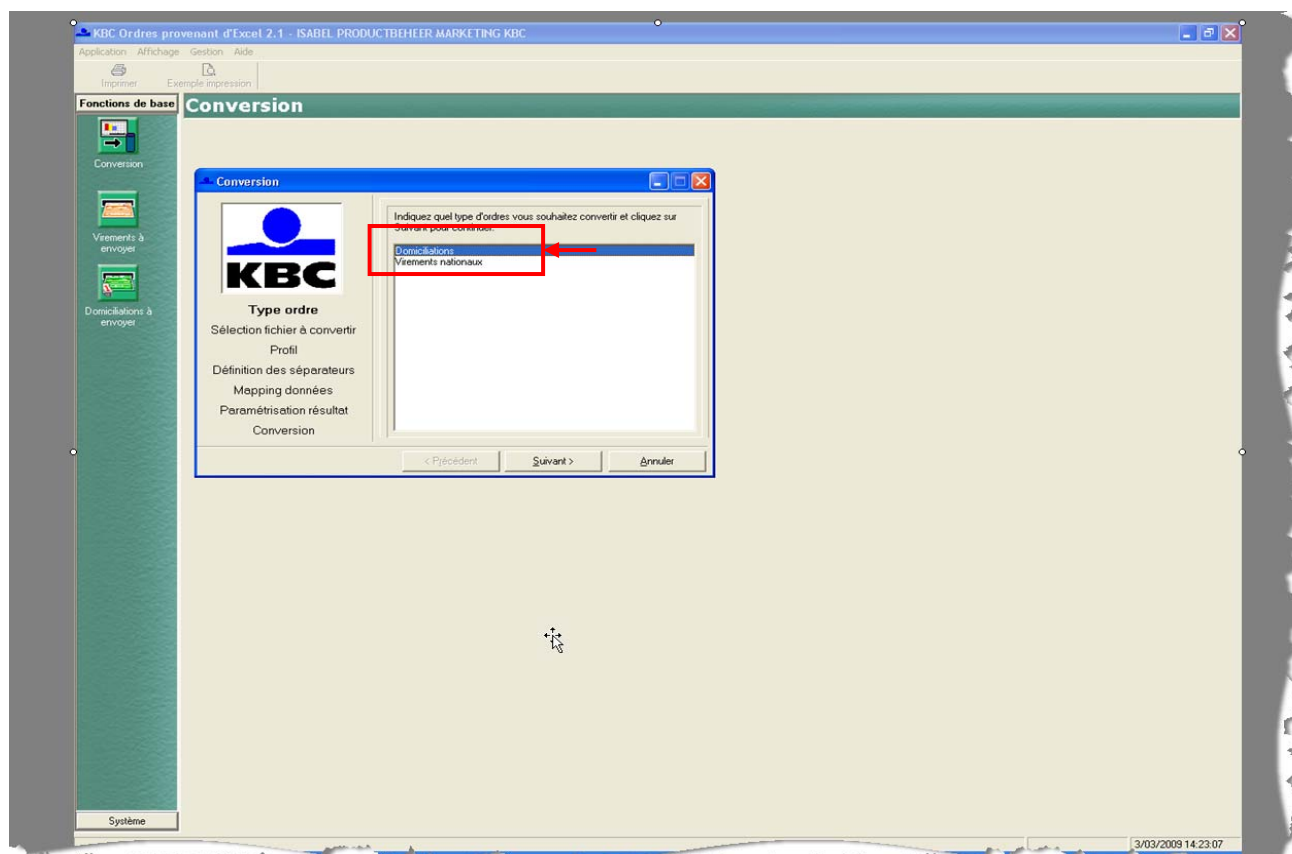 KBC Ordres provenant d'Excel 2.1 - ISABEL PRODUCTBEHEER MARKETING KBC
Application Affichage Gestion Aide
Imprimer Exemple impression
Fonctions de base
Conversion
Conversion
Virements à
envoyer
Domiciliations à
envoyer
Conversion
KBC
Type ordre
Sélection fichier à convertir
Profil
Définition des séparateurs
Mapping données
Paramétrisation résultat
Conversion
Indiquez quel type d'ordres vous souhaitez convertir et cliquez sur
Suivant pour continuer.
Domiciliations
Virements nationaux
< Précédent Suivant > Annuler
Système
3/03/2009 14:23:07